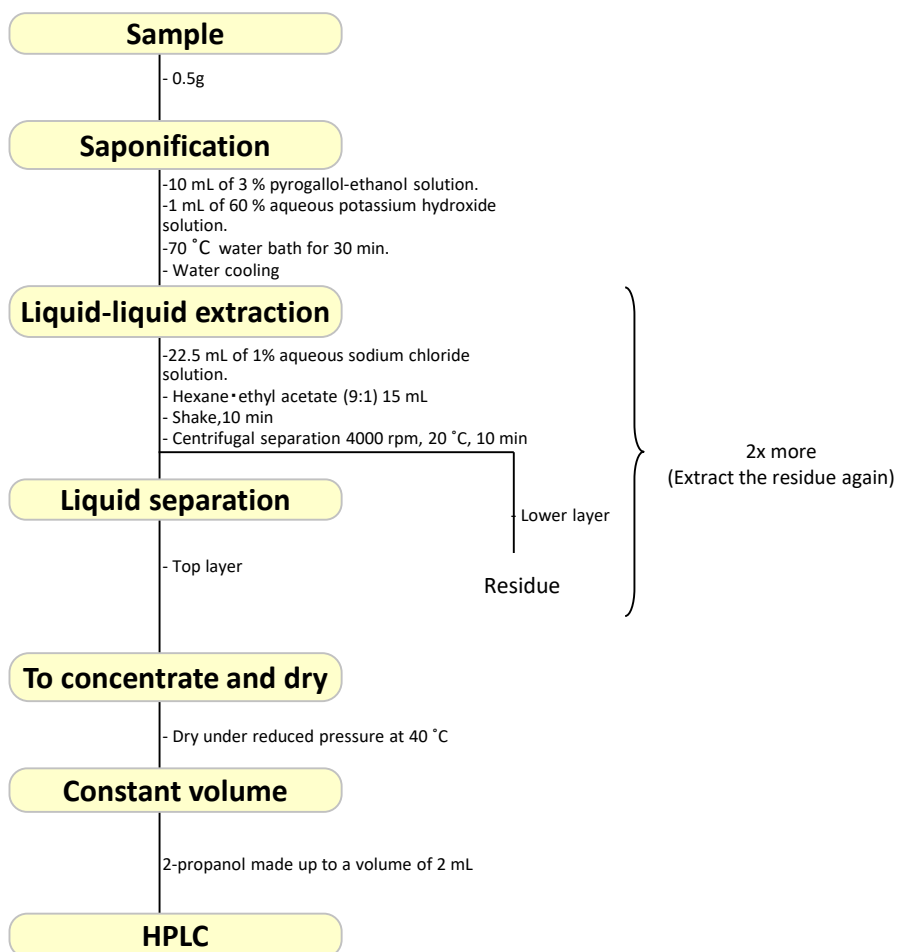 Sample
- 0.5g
Saponification
-10 mL of 3 % pyrogallol-ethanol solution.
-1 mL of 60 % aqueous potassium hydroxide
solution.
-70 ˚C water bath for 30 min.
- Water cooling
Liquid-liquid extraction
-22.5 mL of 1% aqueous sodium chloride
solution.
- Hexane・ethyl acetate (9:1) 15 mL
- Shake,10 min
- Centrifugal separation 4000 rpm, 20 ˚C, 10 min
2x more
(Extract the residue again)
Liquid separation
- Lower layer
- Top layer
Residue
To concentrate and dry
- Dry under reduced pressure at 40 ˚C
Constant volume
2-propanol made up to a volume of 2 mL
HPLC